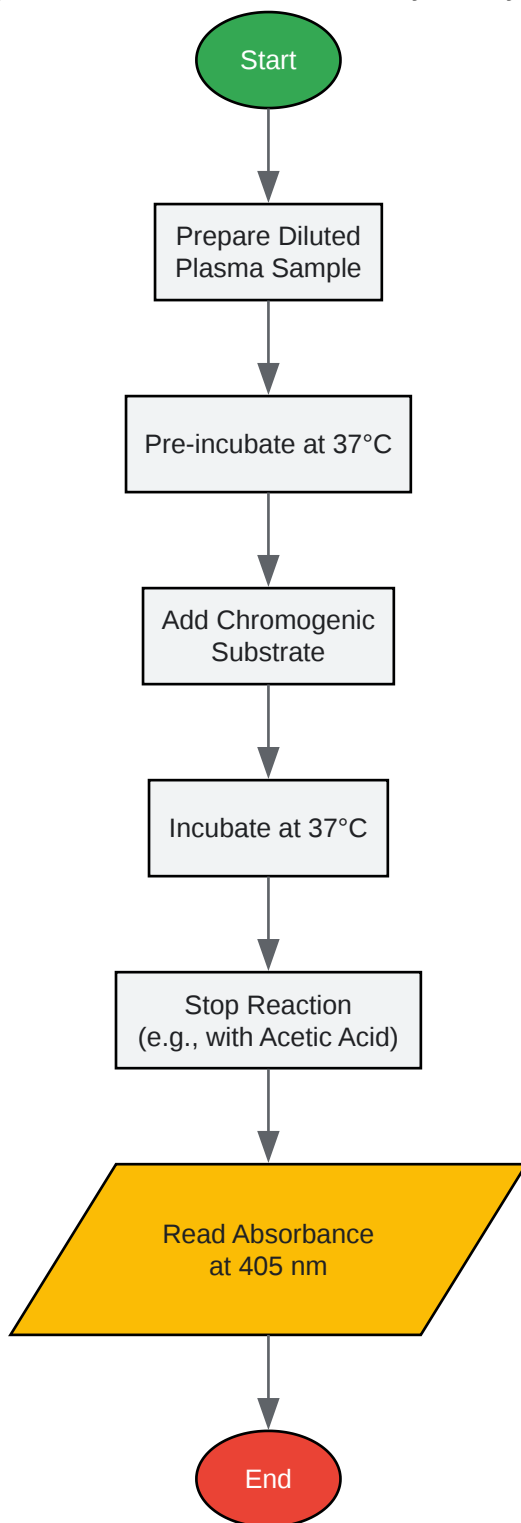 Start
Prepare Diluted
Plasma Sample
Pre-incubate at 37°C
Add Chromogenic
Substrate
Incubate at 37°C
Stop Reaction
(e.g., with Acetic Acid)
Read Absorbance
at 405 nm
End